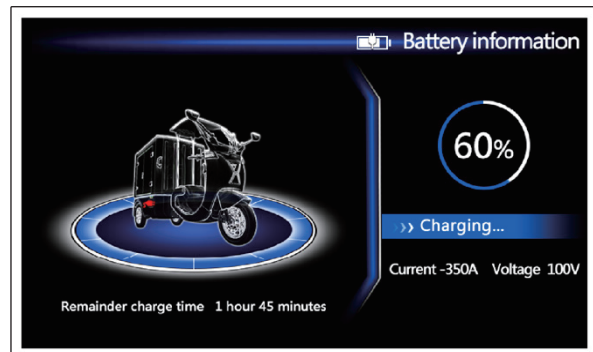 Battery information
60%
Charging...
Current -350A Voltage 100V
Remainder charge time 1 hour 45 minutes